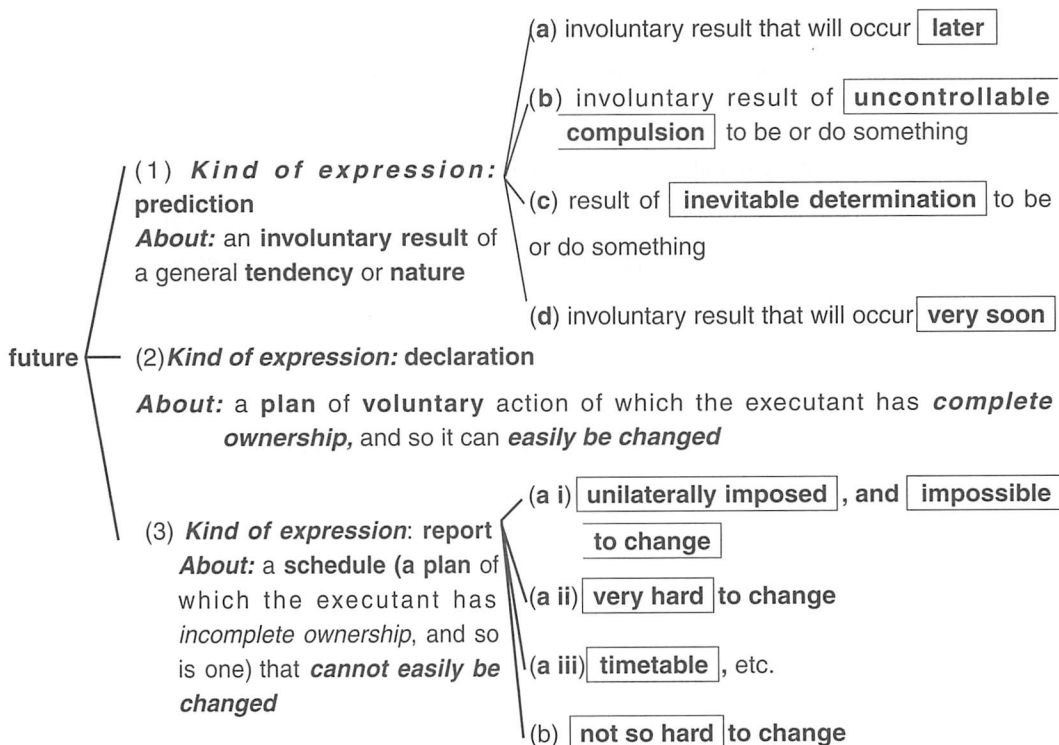 (a) involuntary result that will occur later
(b) involuntary result of uncontrollable
compulsion to be or do something
(1) Kind of expression:
prediction
About: an involuntary result of
a general tendency or nature
(c) result of inevitable determination to be
or do something
(d) involuntary result that will occur very soon
future
(2) Kind of expression: declaration
About: a plan of voluntary action of which the executant has complete
ownership, and so it can easily be changed
(3) Kind of expression: report
About: a schedule (a plan of
which the executant has
incomplete ownership, and so
is one) that cannot easily be
changed
(a i) unilaterally imposed, and impossible
to change
(a ii) very hard to change
(a iii) timetable, etc.
(b) not so hard to change